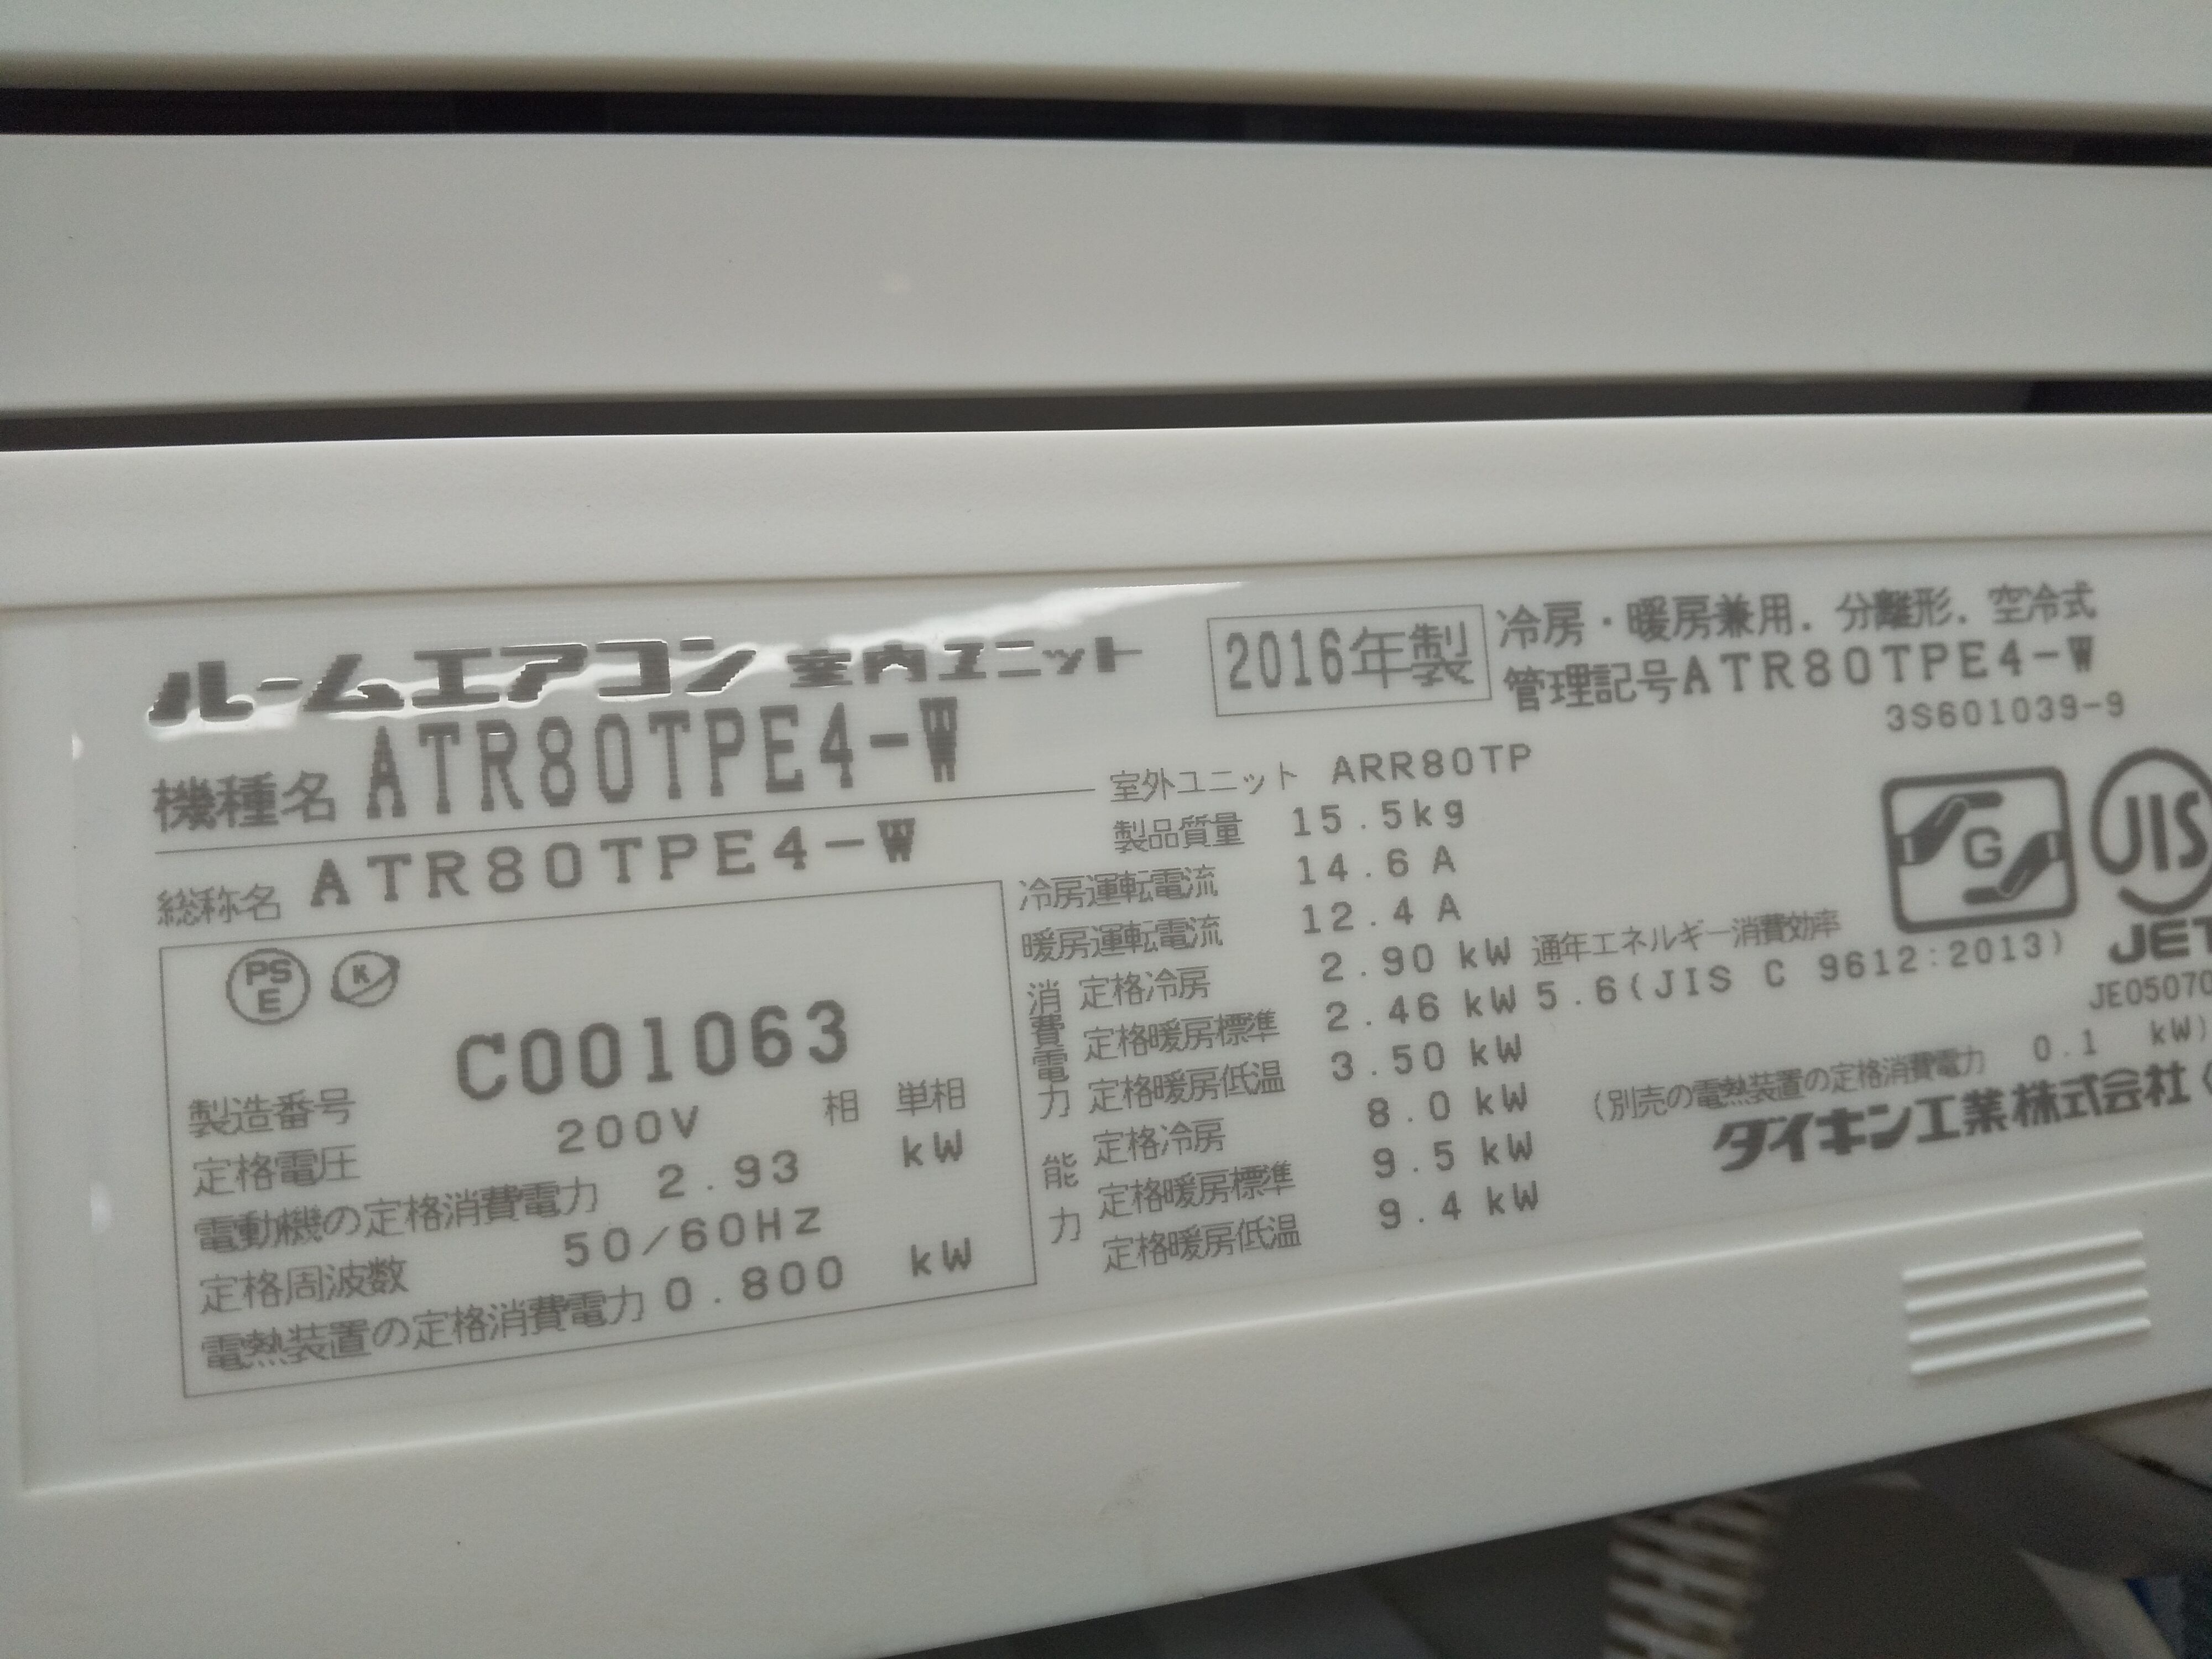 ルームエアコン 室内ユニット
機種名 ATR80TPE4-W
総称名 ATR80TPE4-W
PS
E
K
製造番号 C001063
定格電圧 200V 相 単相
電動機の定格消費電力 2.93 kW
定格周波数 50/60Hz
電熱装置の定格消費電力 0.800 kW
2016年製
冷房・暖房兼用. 分離形. 空冷式
管理記号ATR80TPE4-W
3S601039-9
室外ユニット ARR80TP
製品質量 15.5kg
冷房運転電流 14.6 A
暖房運転電流 12.4 A
消費電力
定格冷房 2.90 kW
定格暖房標準 2.46 kW
定格暖房低温 3.50 kW
能力
定格冷房 8.0 kW
定格暖房標準 9.5 kW
定格暖房低温 9.4 kW
通年エネルギー消費効率
5.6(JIS C 9612:2013)
G
JIS
JET
JE05070
(別売の電熱装置の定格消費電力 0.1 kW)
ダイキン工業株式会社